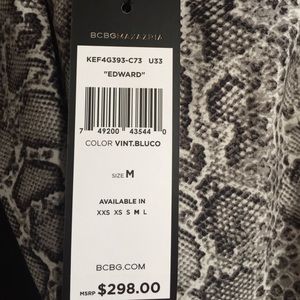 BCBGMAXAZRIA
KEF4G393-C73 U33
"EDWARD"
7 49200 43544 0
COLOR VINT.BLUCO
SIZE M
AVAILABLE IN
XXS XS S M L
BCBG.COM
MSRP $298.00